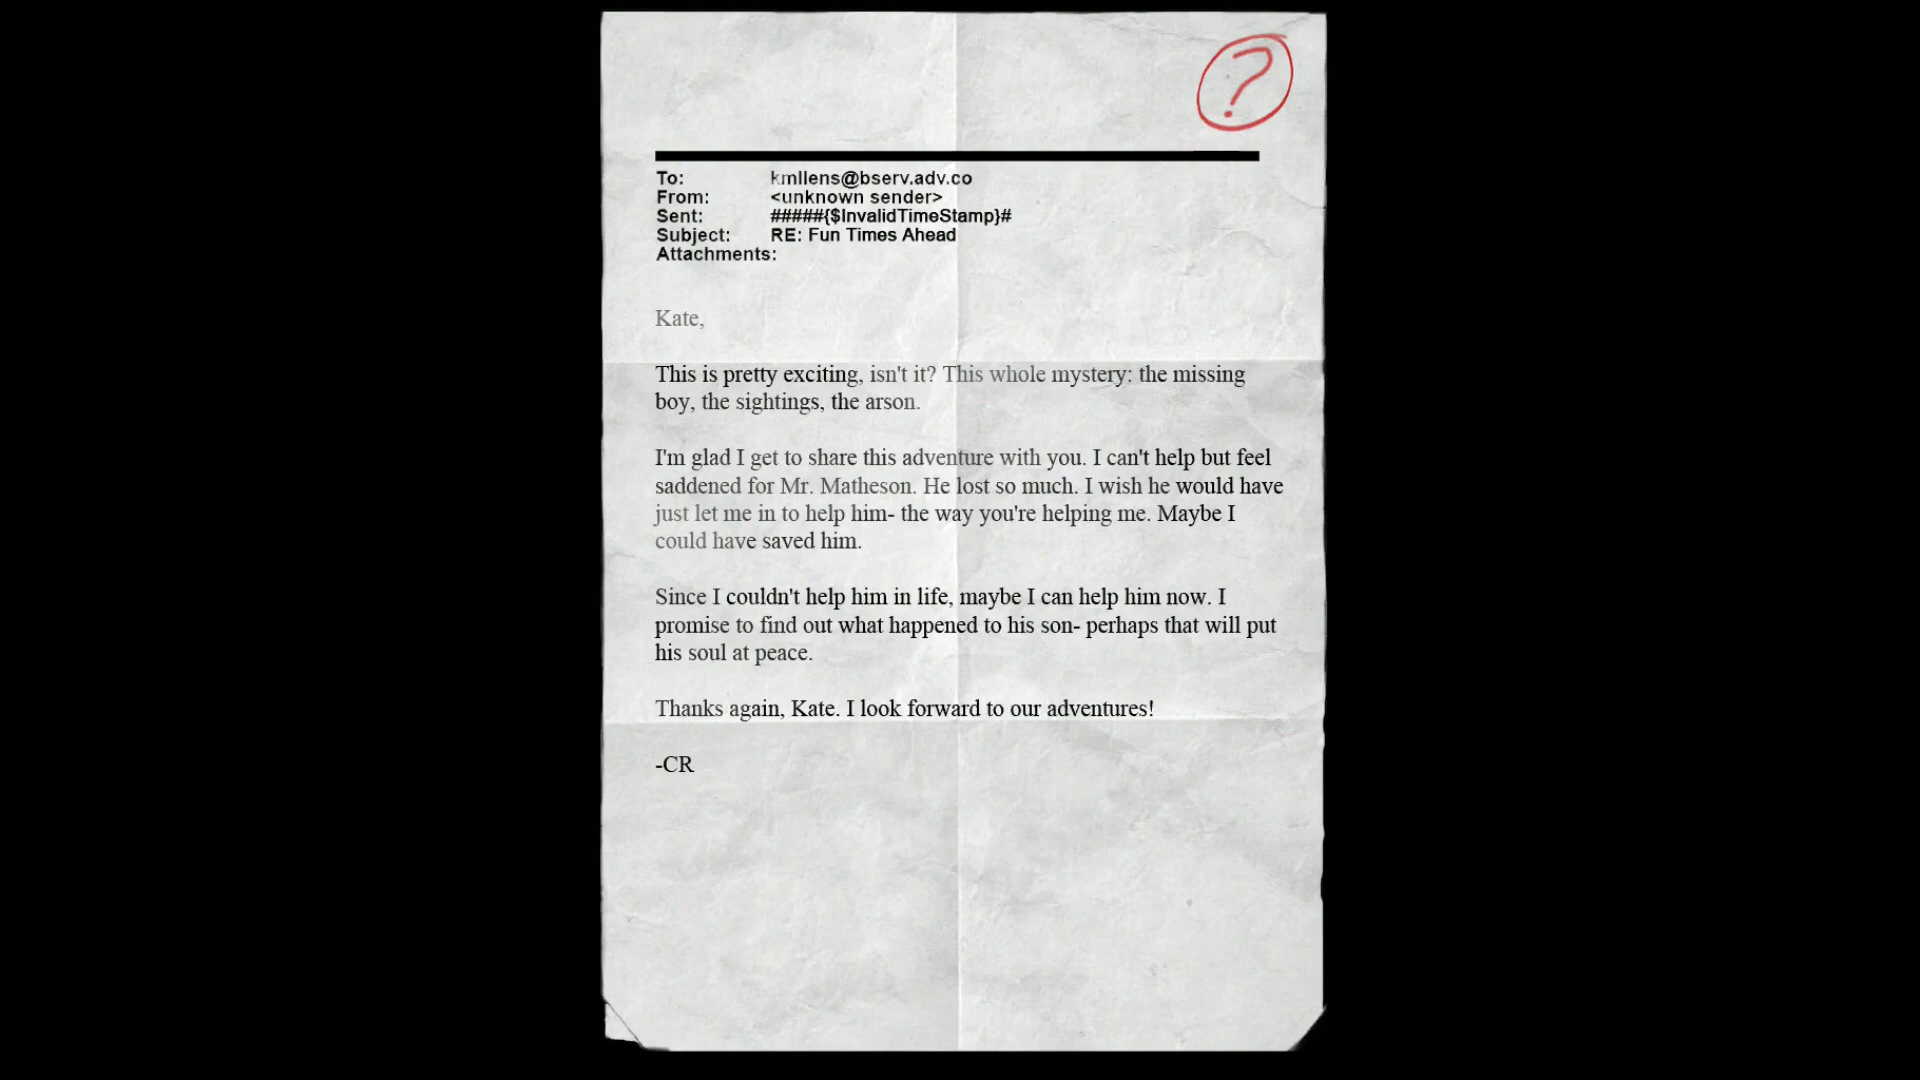 ?
To: kmllens@bserv.adv.co
From: <unknown sender>
Sent: #####{$InvalidTimeStamp}#
Subject: RE: Fun Times Ahead
Attachments:
Kate,
This is pretty exciting, isn't it? This whole mystery: the missing
boy, the sightings, the arson.
I'm glad I get to share this adventure with you. I can't help but feel
saddened for Mr. Matheson. He lost so much. I wish he would have
just let me in to help him- the way you're helping me. Maybe I
could have saved him.
Since I couldn't help him in life, maybe I can help him now. I
promise to find out what happened to his son- perhaps that will put
his soul at peace.
Thanks again, Kate. I look forward to our adventures!
-CR